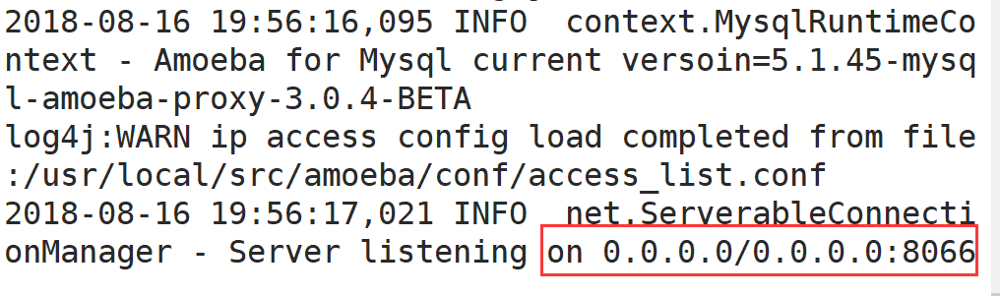 2018-08-16 19:56:16,095 INFO  context.MysqlRuntimeCo
ntext - Amoeba for Mysql current versoin=5.1.45-mysq
l-amoeba-proxy-3.0.4-BETA
log4j:WARN ip access config load completed from file
:/usr/local/src/amoeba/conf/access_list.conf
2018-08-16 19:56:17,021 INFO  net.ServerableConnecti
onManager - Server listening on 0.0.0.0/0.0.0.0:8066